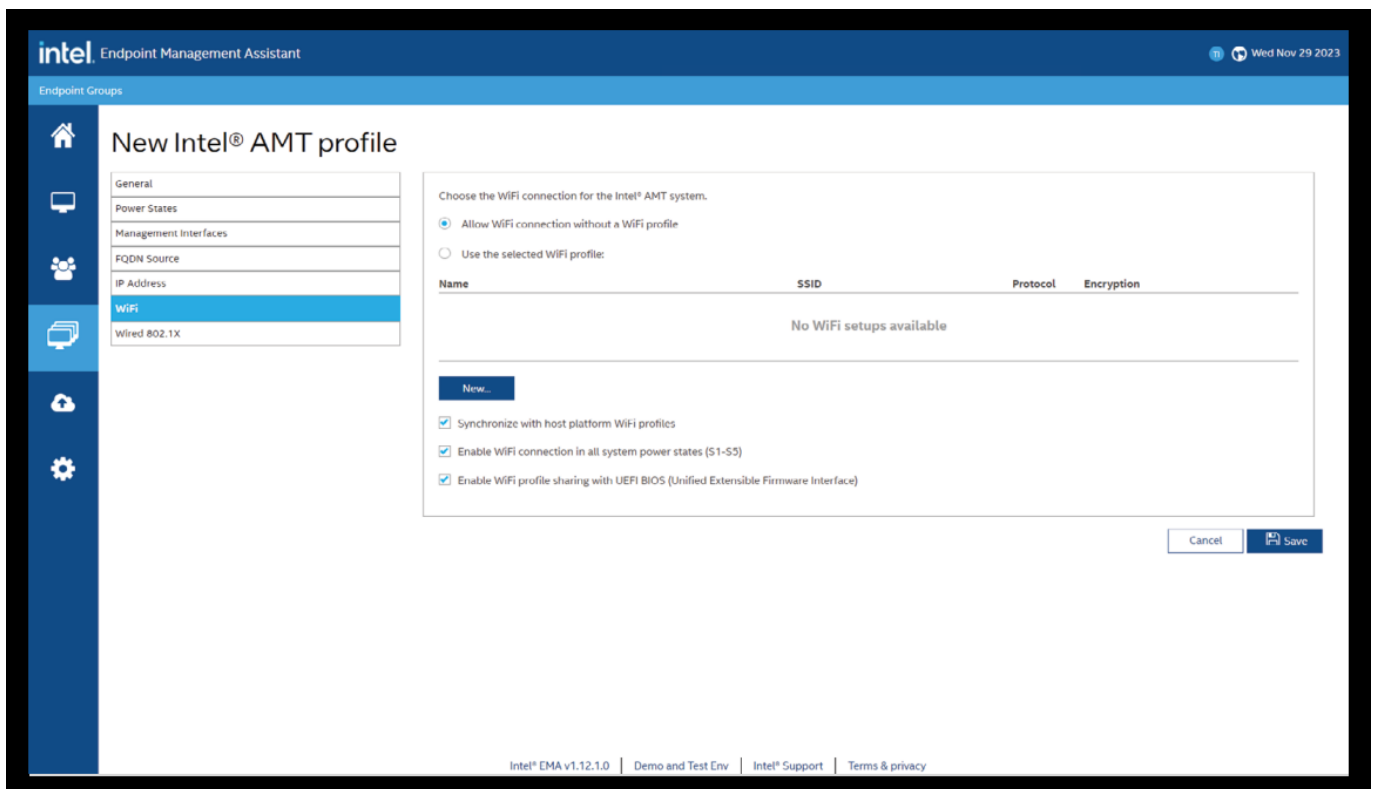 intel. Endpoint Management Assistant
TI Wed Nov 29 2023
Endpoint Groups
New Intel® AMT profile
General
Power States
Management Interfaces
FQDN Source
IP Address
WiFi
Wired 802.1X
Choose the WiFi connection for the Intel® AMT system.
Allow WiFi connection without a WiFi profile
Use the selected WiFi profile:
Name SSID Protocol Encryption
No WiFi setups available
New...
Synchronize with host platform WiFi profiles
Enable WiFi connection in all system power states (S1-S5)
Enable WiFi profile sharing with UEFI BIOS (Unified Extensible Firmware Interface)
Cancel Save
Intel® EMA v1.12.1.0 | Demo and Test Env | Intel® Support | Terms & privacy